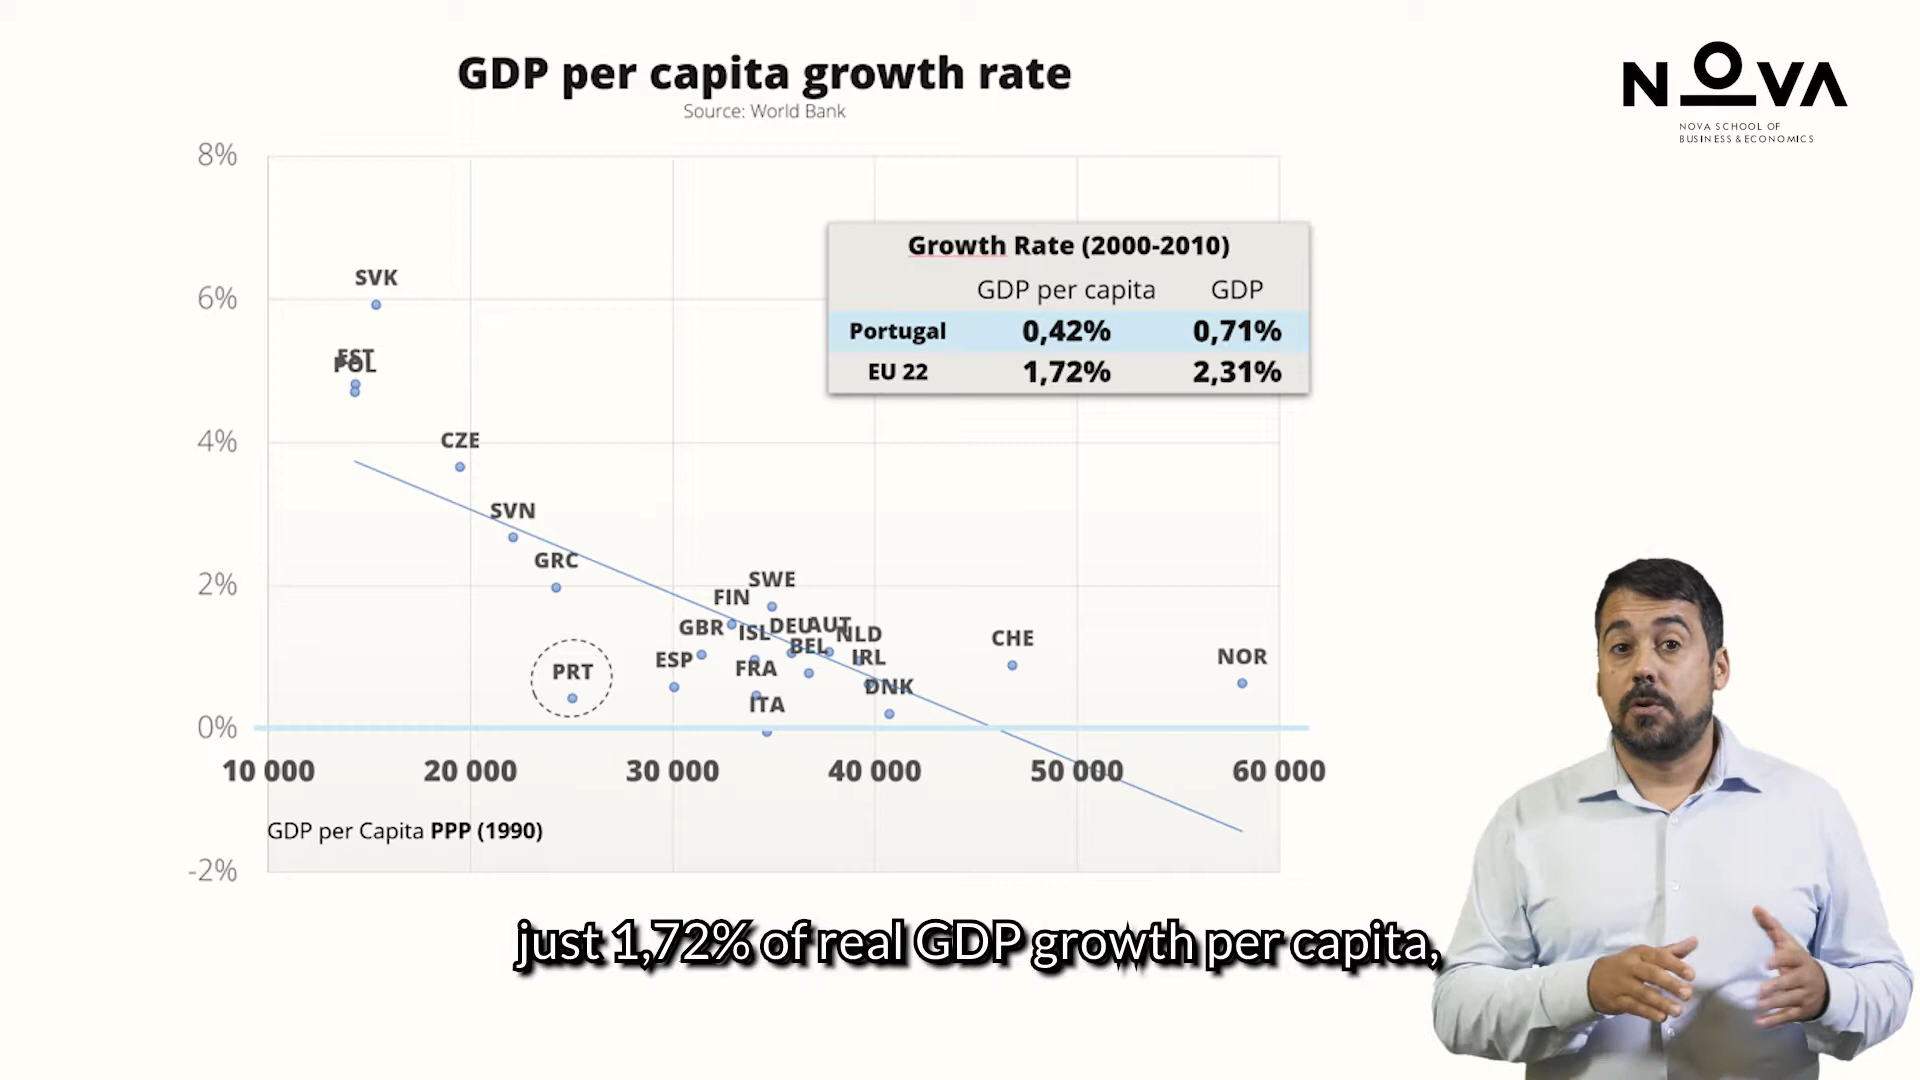 GDP per capita growth rate
Source: World Bank
NOVA
NOVA SCHOOL OF
BUSINESS & ECONOMICS
8%
6%
4%
2%
0%
-2%
Growth Rate (2000-2010)
GDP per capita GDP
Portugal 0,42% 0,71%
EU 22 1,72% 2,31%
SVK
EST
POL
CZE
SVN
GRC
SWE
FIN
GBR ISL DEU AUT NLD
BEL
ESP FRA IRL
CHE
NOR
PRT
DNK
ITA
10 000 20 000 30 000 40 000 50 000 60 000
GDP per Capita PPP (1990)
just 1,72% of real GDP growth per capita,